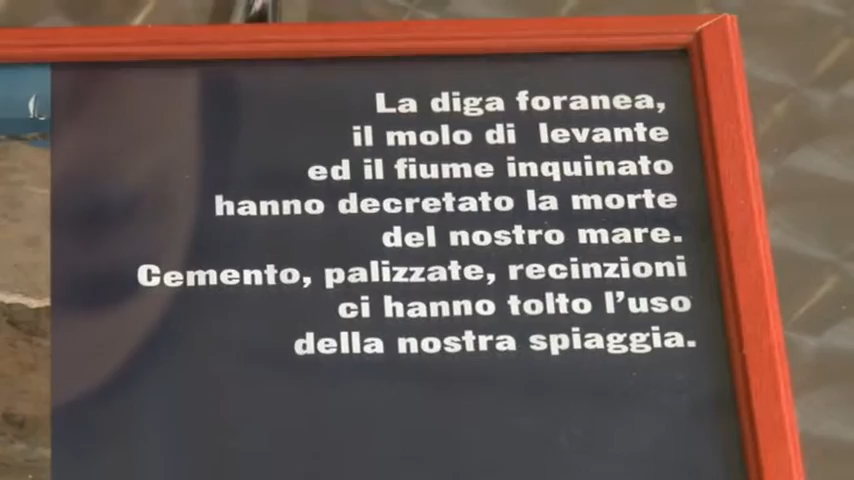 La diga foranea,
il molo di levante
ed il fiume inquinato
hanno decretato la morte
del nostro mare.
Cemento, palizzate, recinzioni
ci hanno tolto l'uso
della nostra spiaggia.